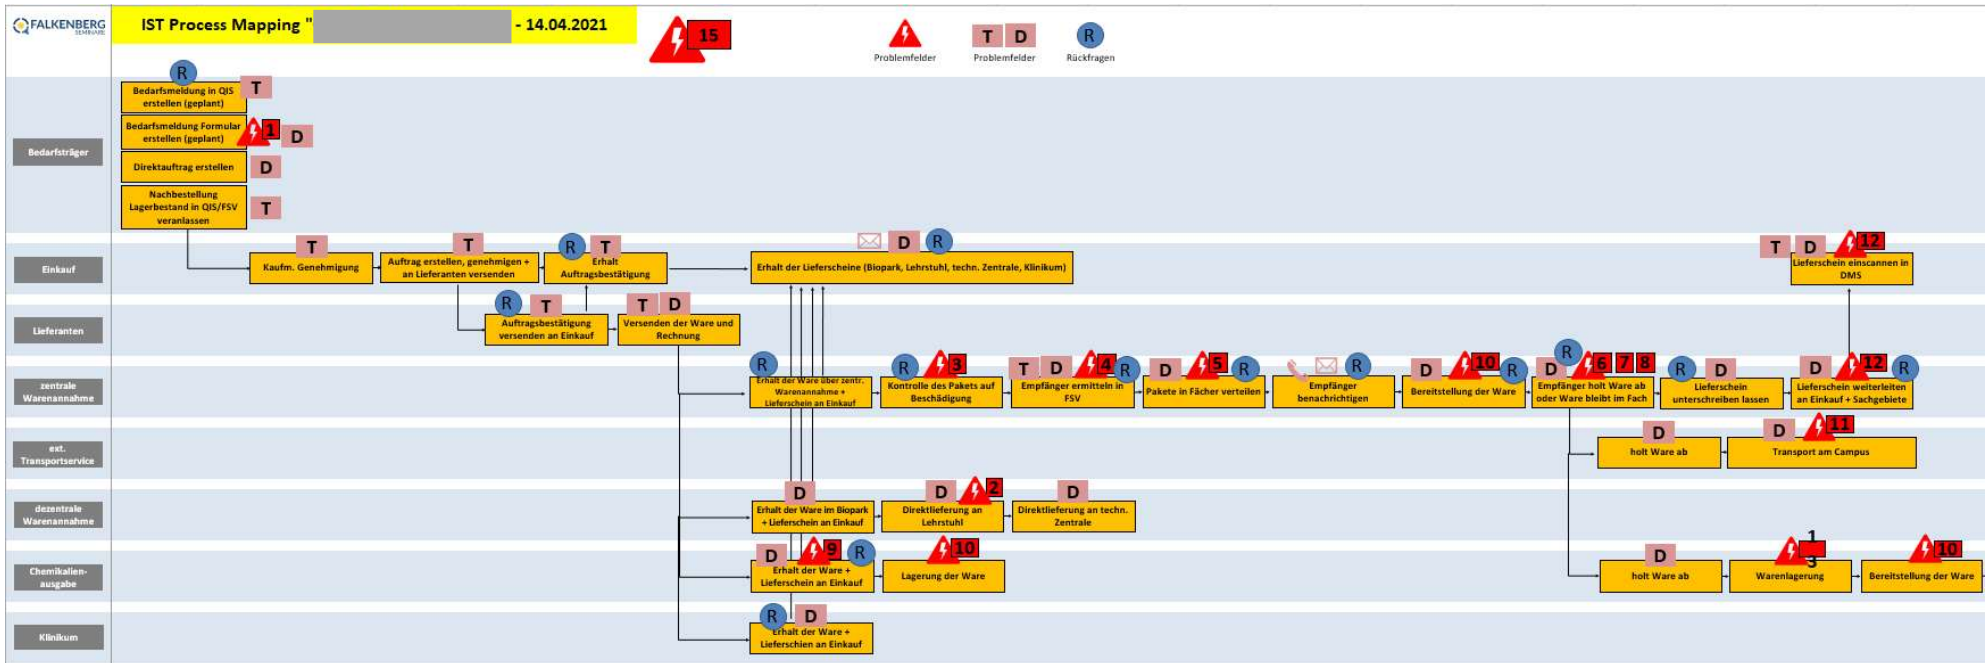 FALKENBERG
SEMINARE
IST Process Mapping " - 14.04.2021
15
T D
R
Problemfelder
Problemfelder
Rückfragen
Bedarfsträger
R
Bedarfsmeldung in QIS
erstellen (geplant)
T
Bedarfsmeldung Formular
erstellen (geplant)
1
D
Direktauftrag erstellen
D
Nachbestellung
Lagerbestand in QIS/FSV
veranlassen
T
Einkauf
T
Kaufm. Genehmigung
T
Auftrag erstellen, genehmigen +
an Lieferanten versenden
R T
Erhalt
Auftragsbestätigung
D R
Erhalt der Lieferscheine (Biopark, Lehrstuhl, techn. Zentrale, Klinikum)
T D 12
Lieferschein einscannen in
DMS
Lieferanten
R T
Auftragsbestätigung
versenden an Einkauf
T D
Versenden der Ware und
Rechnung
zentrale
Warenannahme
R
Erhalt der Ware über zentr.
Warenannahme +
Lieferschein an Einkauf
R 3
Kontrolle des Pakets auf
Beschädigung
T D 4 R
Empfänger ermitteln in
FSV
D 5 R
Pakete in Fächer verteilen
R
Empfänger
benachrichtigen
D 10 R
Bereitstellung der Ware
D R 6 7 8
Empfänger holt Ware ab
oder Ware bleibt im Fach
R D
Lieferschein
unterschreiben lassen
D 12 R
Lieferschein weiterleiten
an Einkauf + Sachgebiete
ext.
Transportservice
D
holt Ware ab
D 11
Transport am Campus
dezentrale
Warenannahme
D
Erhalt der Ware im Biopark
+ Lieferschein an Einkauf
D 2
Direktlieferung an
Lehrstuhl
D
Direktlieferung an techn.
Zentrale
Chemikalien-
ausgabe
D 9 R
Erhalt der Ware +
Lieferschein an Einkauf
10
Lagerung der Ware
D
holt Ware ab
1
3
Warenlagerung
10
Bereitstellung der Ware
Klinikum
R D
Erhalt der Ware +
Lieferschien an Einkauf